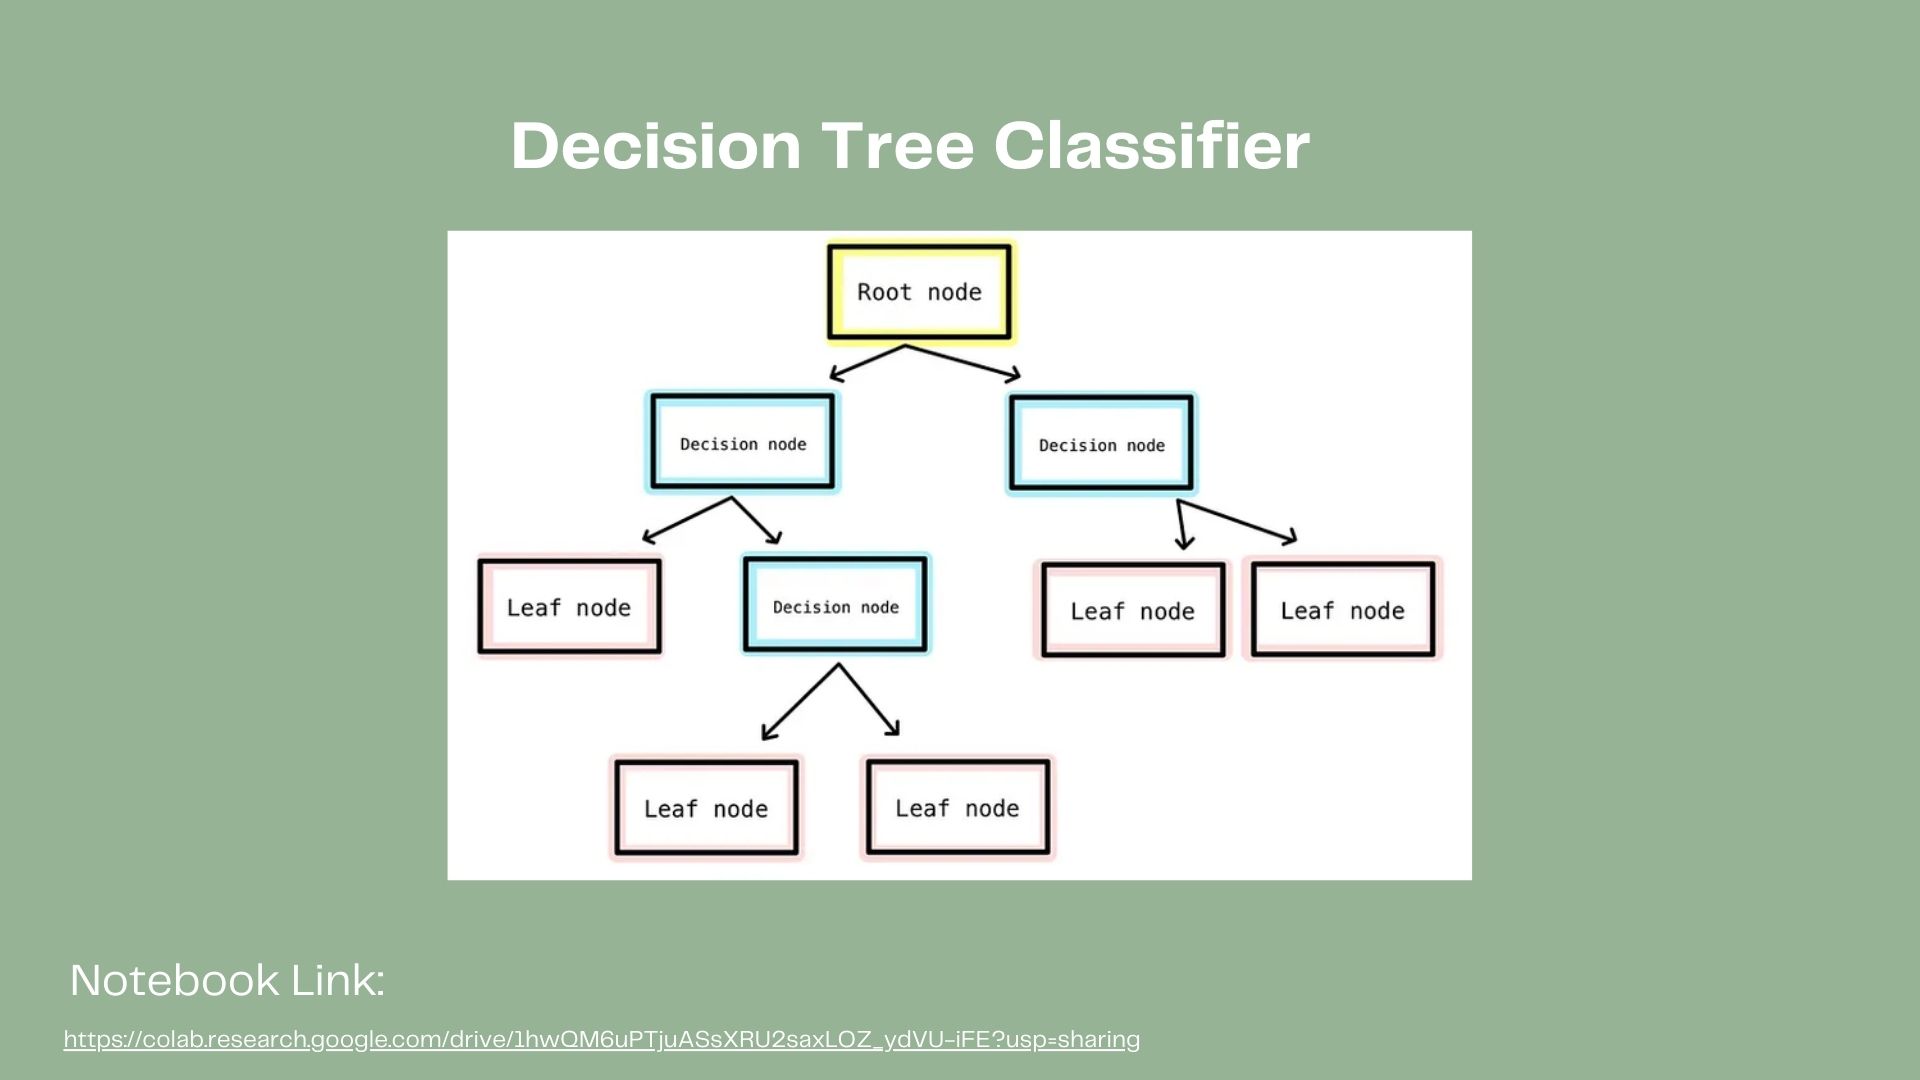 Decision Tree Classifier
Root node
Decision node
Decision node
Leaf node
Decision node
Leaf node
Leaf node
Leaf node
Leaf node
Notebook Link:
https://colab.research.google.com/drive/1hwQM6uPTjuASsXRU2saxLOZ_ydVU-iFE?usp=sharing